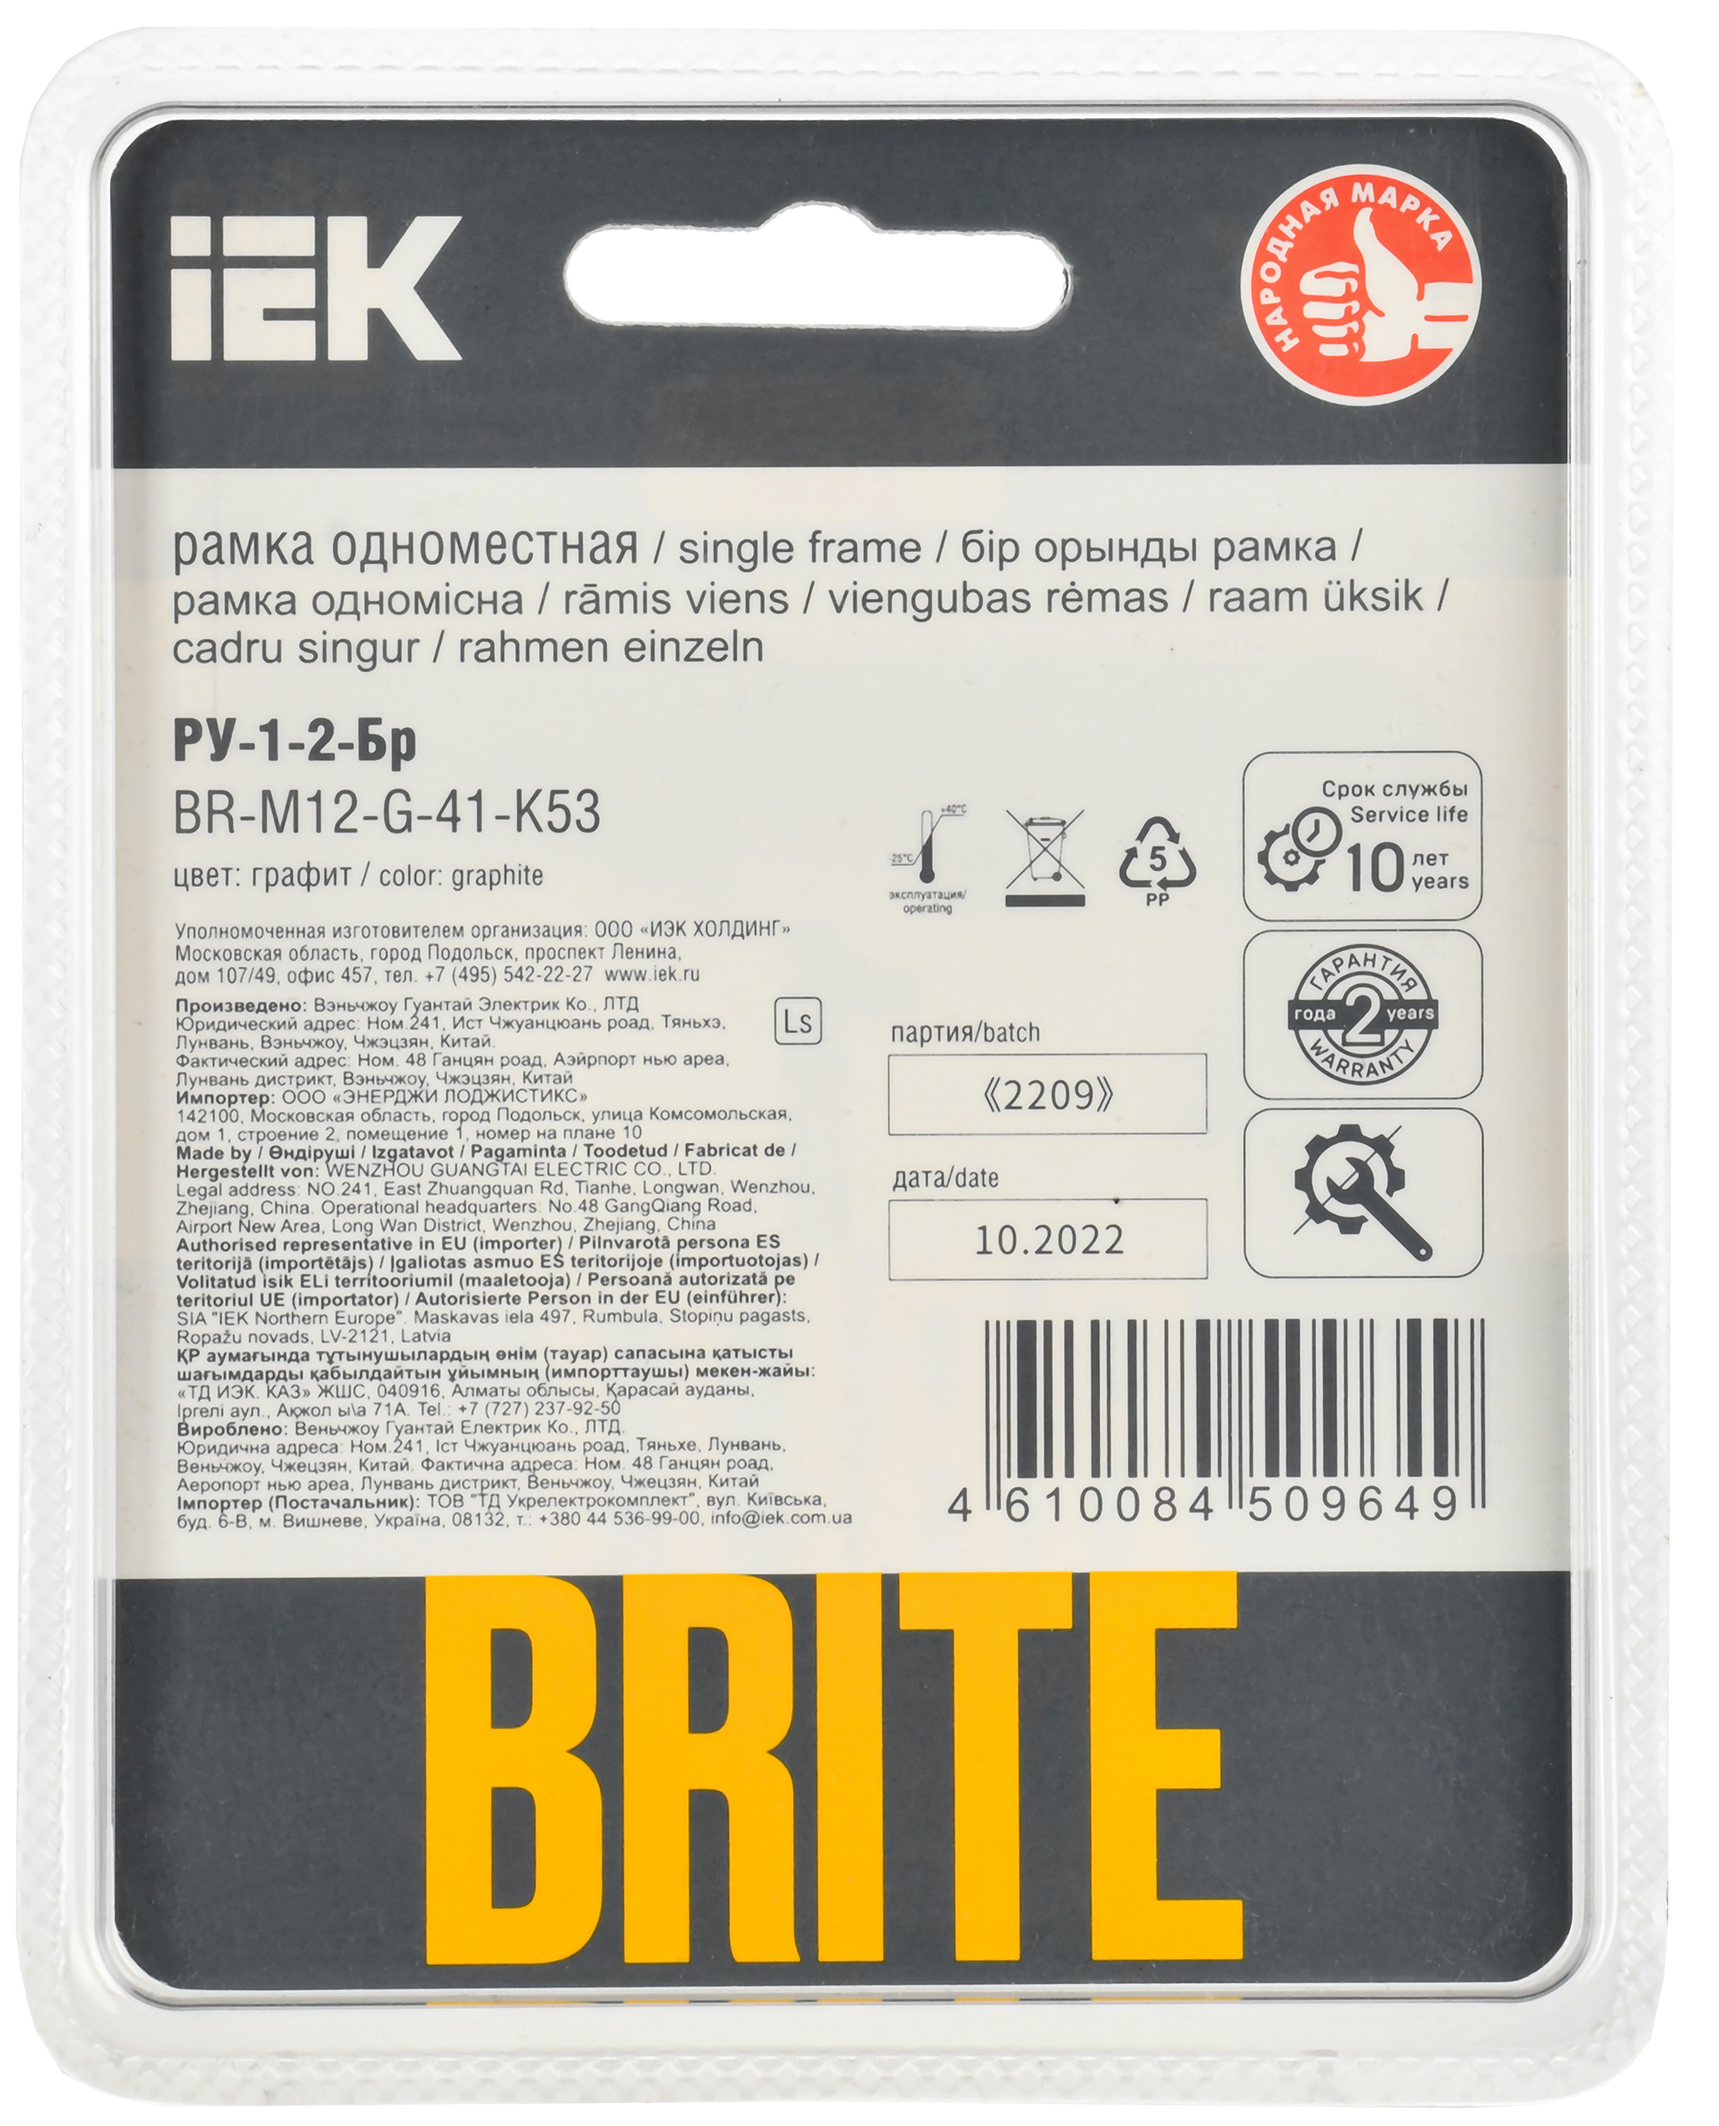 IEK
НАРОДНАЯ МАРКА
рамка одноместная / single frame / бір орынды рамка /
рамка одномісна / rāmis viens / viengubas rėmas / raam üksik /
cadru singur / rahmen einzeln
РУ-1-2-Бр
BR-M12-G-41-K53
цвет: графит / color: graphite
+40°C
-25°C
эксплуатация/
operating
5
PP
Срок службы
Service life
10 лет
years
Уполномоченная изготовителем организация: ООО «ИЭК ХОЛДИНГ»
Московская область, город Подольск, проспект Ленина,
дом 107/49, офис 457, тел. +7 (495) 542-22-27 www.iek.ru
Произведено: Вэньчжоу Гуантай Электрик Ко., ЛТД
Юридический адрес: Ном.241, Ист Чжуанцюань роад, Тяньхэ,
Лунвань, Вэньчжоу, Чжэцзян, Китай.
Фактический адрес: Ном. 48 Ганцян роад, Аэйрпорт нью ареа,
Лунвань дистрикт, Вэньчжоу, Чжэцзян, Китай
Импортер: ООО «ЭНЕРДЖИ ЛОДЖИСТИКС»
142100, Московская область, город Подольск, улица Комсомольская,
дом 1, строение 2, помещение 1, номер на плане 10
Made by / Өндіруші / Izgatavot / Pagaminta / Toodetud / Fabricat de /
Hergestellt von: WENZHOU GUANGTAI ELECTRIC CO., LTD.
Legal address: NO.241, East Zhuangquan Rd, Tianhe, Longwan, Wenzhou,
Zhejiang, China. Operational headquarters: No.48 GangQiang Road,
Airport New Area, Long Wan District, Wenzhou, Zhejiang, China
Authorised representative in EU (importer) / Pilnvarotā persona ES
teritorijā (importētājs) / Įgaliotas asmuo ES teritorijoje (importuotojas) /
Volitatud isik ELi territooriumil (maaletooja) / Persoană autorizată pe
teritoriul UE (importator) / Autorisierte Person in der EU (einführer):
SIA "IEK Northern Europe". Maskavas iela 497, Rumbula, Stopiņu pagasts,
Ropažu novads, LV-2121, Latvia
ҚР аумағында тұтынушылардың өнім (тауар) сапасына қатысты
шағымдарды қабылдайтын ұйымның (импорттаушы) мекен-жайы:
«ТД ИЭК. КАЗ» ЖШС, 040916, Алматы облысы, Қарасай ауданы,
Іргелі аул., Ақжол ы\а 71А. Tel.: +7 (727) 237-92-50
Вироблено: Веньчжоу Гуантай Електрик Ко., ЛТД.
Юридична адреса: Ном.241, Іст Чжуанцюань роад, Тяньхе, Лунвань,
Веньчжоу, Чжецзян, Китай. Фактична адреса: Ном. 48 Ганцян роад,
Аеропорт нью ареа, Лунвань дистрикт, Веньчжоу, Чжецзян, Китай
Імпортер (Постачальник): ТОВ "ТД Укрелектрокомплект", вул. Київська,
буд. 6-В, м. Вишневе, Україна, 08132, т.: +380 44 536-99-00, info@iek.com.ua
Ls
партия/batch
《2209》
дата/date
10.2022
ГАРАНТИЯ
года 2 years
WARRANTY
4 610084 509649
BRITE